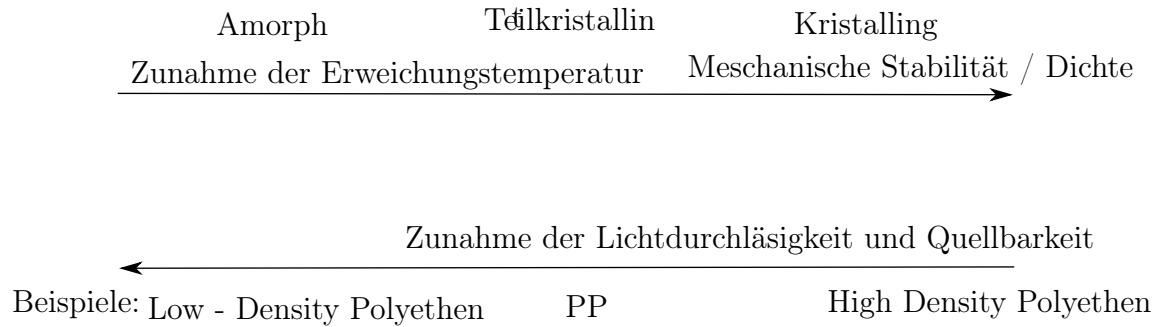 Amorph Teilkristallin Kristalling
Zunahme der Erweichungstemperatur Meschanische Stabilität / Dichte
Zunahme der Lichtdurchläsigkeit und Quellbarkeit
Beispiele: Low - Density Polyethen PP High Density Polyethen